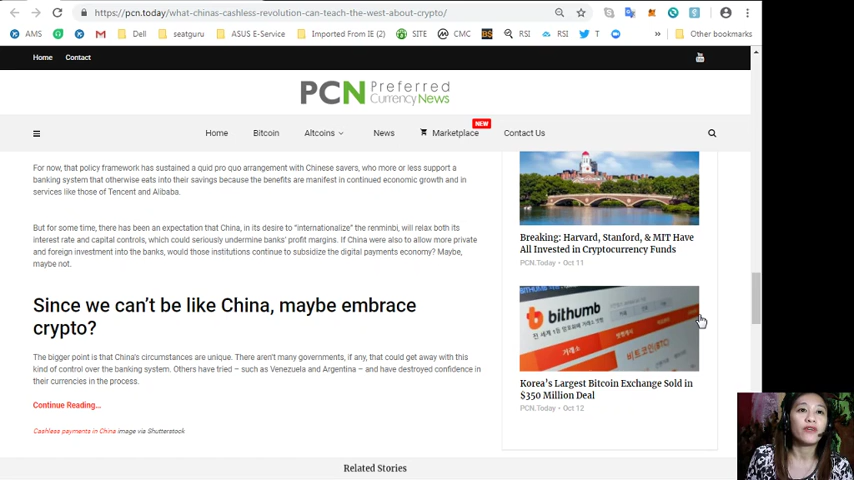 https://pcn.today/what-chinas-cashless-revolution-can-teach-the-west-about-crypto/
AMS
Dell
seatguru
ASUS E-Service
Imported From IE (2)
SITE
CMC
RSI
RSI
T
»
Other bookmarks
Home
Contact
PCN Preferred
Currency News
Home
Bitcoin
Altcoins
News
NEW
Marketplace
Contact Us
For now, that policy framework has sustained a quid pro quo arrangement with Chinese savers, who more or less support a
banking system that otherwise eats into their savings because the benefits are manifest in continued economic growth and in
services like those of Tencent and Alibaba.
But for some time, there has been an expectation that China, in its desire to "internationalize" the renminbi, will relax both its
interest rate and capital controls, which could seriously undermine banks' profit margins. If China were also to allow more private
and foreign investment into the banks, would those institutions continue to subsidize the digital payments economy? Maybe,
maybe not.
Since we can't be like China, maybe embrace
crypto?
The bigger point is that China's circumstances are unique. There aren't many governments, if any, that could get away with this
kind of control over the banking system. Others have tried – such as Venezuela and Argentina – and have destroyed confidence in
their currencies in the process.
Continue Reading...
Cashless payments in China image via Shutterstock
Related Stories
Breaking: Harvard, Stanford, & MIT Have
All Invested in Cryptocurrency Funds
PCN.Today • Oct 11
bithumb
거래소
비트코인(BTC)
Korea's Largest Bitcoin Exchange Sold in
$350 Million Deal
PCN.Today • Oct 12